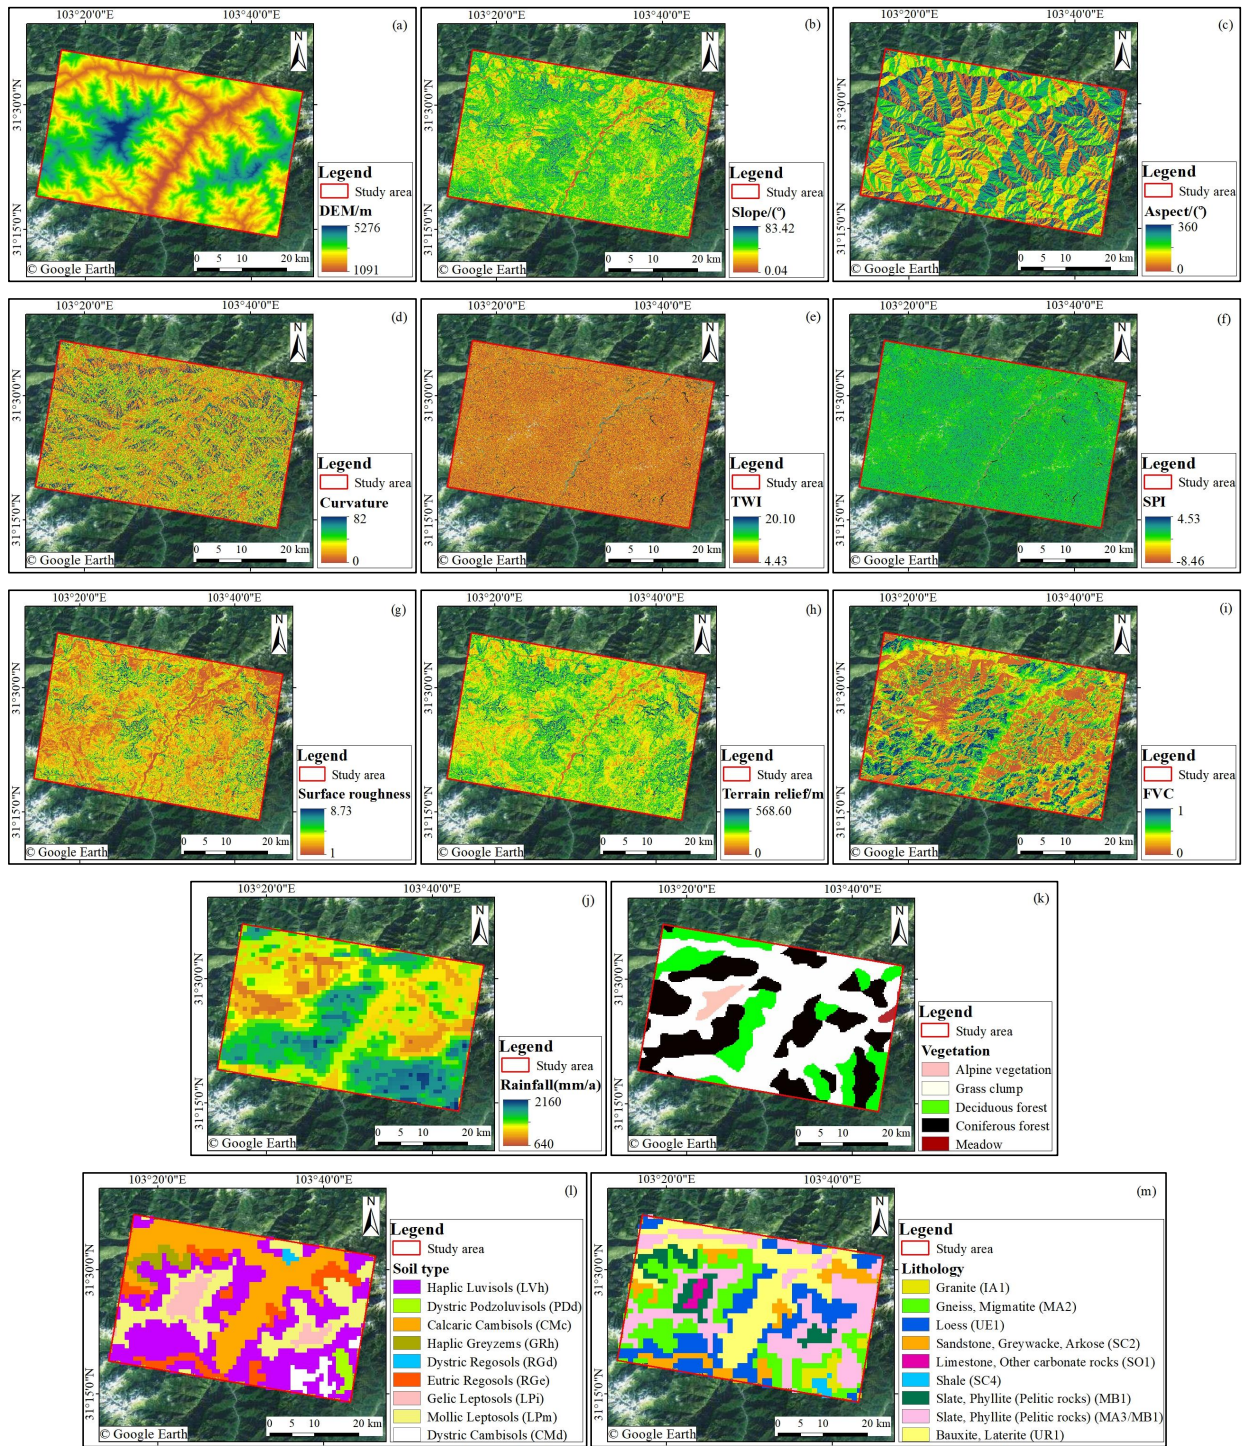 103°20'0"E 103°40'0"E
(a)
N
31°30'0"N
31°15'0"N
Legend
Study area
DEM/m
5276
1091
0 5 10 20 km
© Google Earth
103°20'0"E 103°40'0"E
(b)
N
31°30'0"N
31°15'0"N
Legend
Study area
Slope/(°)
83.42
0.04
0 5 10 20 km
© Google Earth
103°20'0"E 103°40'0"E
(c)
N
31°30'0"N
31°15'0"N
Legend
Study area
Aspect/(°)
360
0
0 5 10 20 km
© Google Earth
103°20'0"E 103°40'0"E
(d)
N
31°30'0"N
31°15'0"N
Legend
Study area
Curvature
82
0
0 5 10 20 km
© Google Earth
103°20'0"E 103°40'0"E
(e)
N
31°30'0"N
31°15'0"N
Legend
Study area
TWI
20.10
4.43
0 5 10 20 km
© Google Earth
103°20'0"E 103°40'0"E
(f)
N
31°30'0"N
31°15'0"N
Legend
Study area
SPI
4.53
-8.46
0 5 10 20 km
© Google Earth
103°20'0"E 103°40'0"E
(g)
N
31°30'0"N
31°15'0"N
Legend
Study area
Surface roughness
8.73
1
0 5 10 20 km
© Google Earth
103°20'0"E 103°40'0"E
(h)
N
31°30'0"N
31°15'0"N
Legend
Study area
Terrain relief/m
568.60
0
0 5 10 20 km
© Google Earth
103°20'0"E 103°40'0"E
(i)
N
31°30'0"N
31°15'0"N
Legend
Study area
FVC
1
0
0 5 10 20 km
© Google Earth
103°20'0"E 103°40'0"E
(j)
N
31°30'0"N
31°15'0"N
Legend
Study area
Rainfall(mm/a)
2160
640
0 5 10 20 km
© Google Earth
103°20'0"E 103°40'0"E
(k)
N
31°30'0"N
31°15'0"N
Legend
Study area
Vegetation
Alpine vegetation
Grass clump
Deciduous forest
Coniferous forest
Meadow
0 5 10 20 km
© Google Earth
103°20'0"E 103°40'0"E
(l)
N
31°30'0"N
31°15'0"N
Legend
Study area
Soil type
Haplic Luvisols (LVh)
Dystric Podzoluvisols (PDd)
Calcaric Cambisols (CMc)
Haplic Greyzems (GRh)
Dystric Regosols (RGd)
Eutric Regosols (RGe)
Gelic Leptosols (LPi)
Mollic Leptosols (LPm)
Dystric Cambisols (CMd)
0 5 10 20 km
© Google Earth
103°20'0"E 103°40'0"E
(m)
N
31°30'0"N
31°15'0"N
Legend
Study area
Lithology
Granite (IA1)
Gneiss, Migmatite (MA2)
Loess (UE1)
Sandstone, Greywacke, Arkose (SC2)
Limestone, Other carbonate rocks (SO1)
Shale (SC4)
Slate, Phyllite (Pelitic rocks) MB1)
Slate, Phyllite (Pelitic rocks) (MA3/MB1)
Bauxite, Laterite (UR1)
0 5 10 20 km
© Google Earth